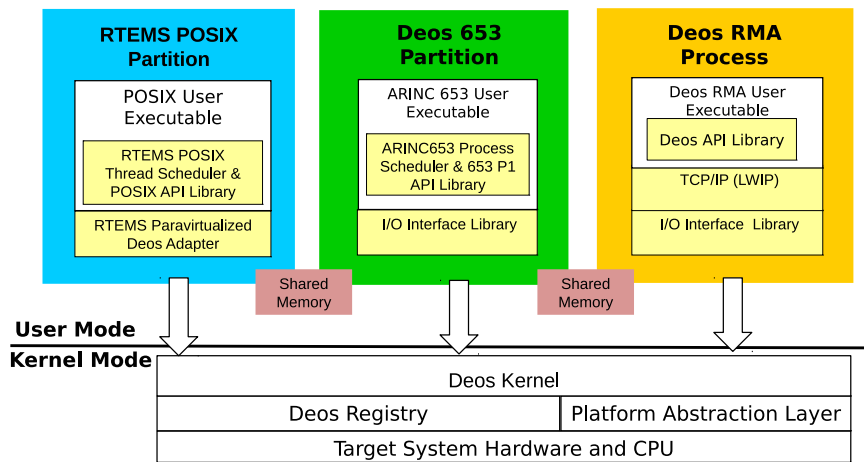 RTEMS POSIX
Partition
POSIX User
Executable
RTEMS POSIX
Thread Scheduler &
POSIX API Library
RTEMS Paravirtualized
Deos Adapter
Deos 653
Partition
ARINC 653 User
Executable
ARINC653 Process
Scheduler & 653 P1
API Library
I/O Interface Library
Deos RMA
Process
Deos RMA User
Executable
Deos API Library
TCP/IP (LWIP)
I/O Interface Library
Shared
Memory
Shared
Memory
User Mode
Kernel Mode
Deos Kernel
Deos Registry
Platform Abstraction Layer
Target System Hardware and CPU